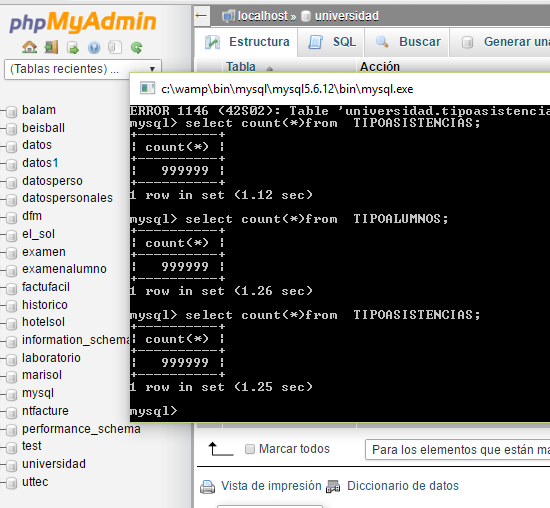 phpMyAdmin
(Tablas recientes) ...
balam
beisball
datos
datos1
datosperso
datospersonales
dfm
el_sol
examen
examenalumno
factufacil
historico
hotelsol
information_schema
laboratorio
marisol
mysql
ntfacture
performance_schema
test
universidad
uttec
localhost » universidad
Estructura SQL Buscar Generar una
Tabla Acción
c:\wamp\bin\mysql\mysql5.6.12\bin\mysql.exe
ERROR 1146 (42S02): Table 'universidad.tipoasistencia
mysql> select count(*)from  TIPOASISTENCIAS;
+----------+
| count(*) |
+----------+
|   999999 |
+----------+
1 row in set (1.12 sec)
mysql> select count(*)from  TIPOALUMNOS;
+----------+
| count(*) |
+----------+
|   999999 |
+----------+
1 row in set (1.26 sec)
mysql> select count(*)from  TIPOASISTENCIAS;
+----------+
| count(*) |
+----------+
|   999999 |
+----------+
1 row in set (1.25 sec)
mysql>
Marcar todos Para los elementos que están ma
Vista de impresión Diccionario de datos